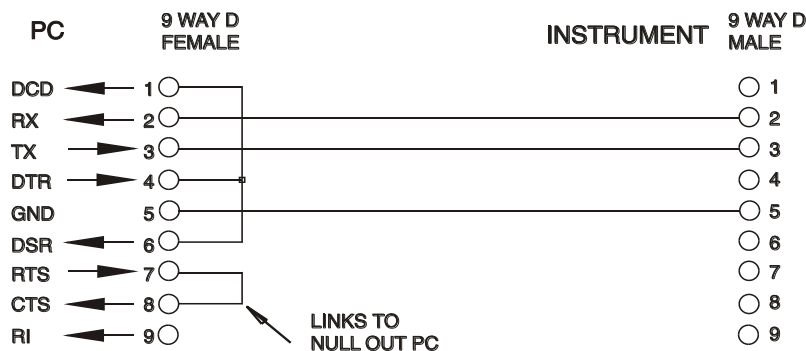 PC
9 WAY D
FEMALE
INSTRUMENT
9 WAY D
MALE
DCD 1 1
RX 2 2
TX 3 3
DTR 4 4
GND 5 5
DSR 6 6
RTS 7 7
CTS 8 8
RI 9 9
LINKS TO
NULL OUT PC